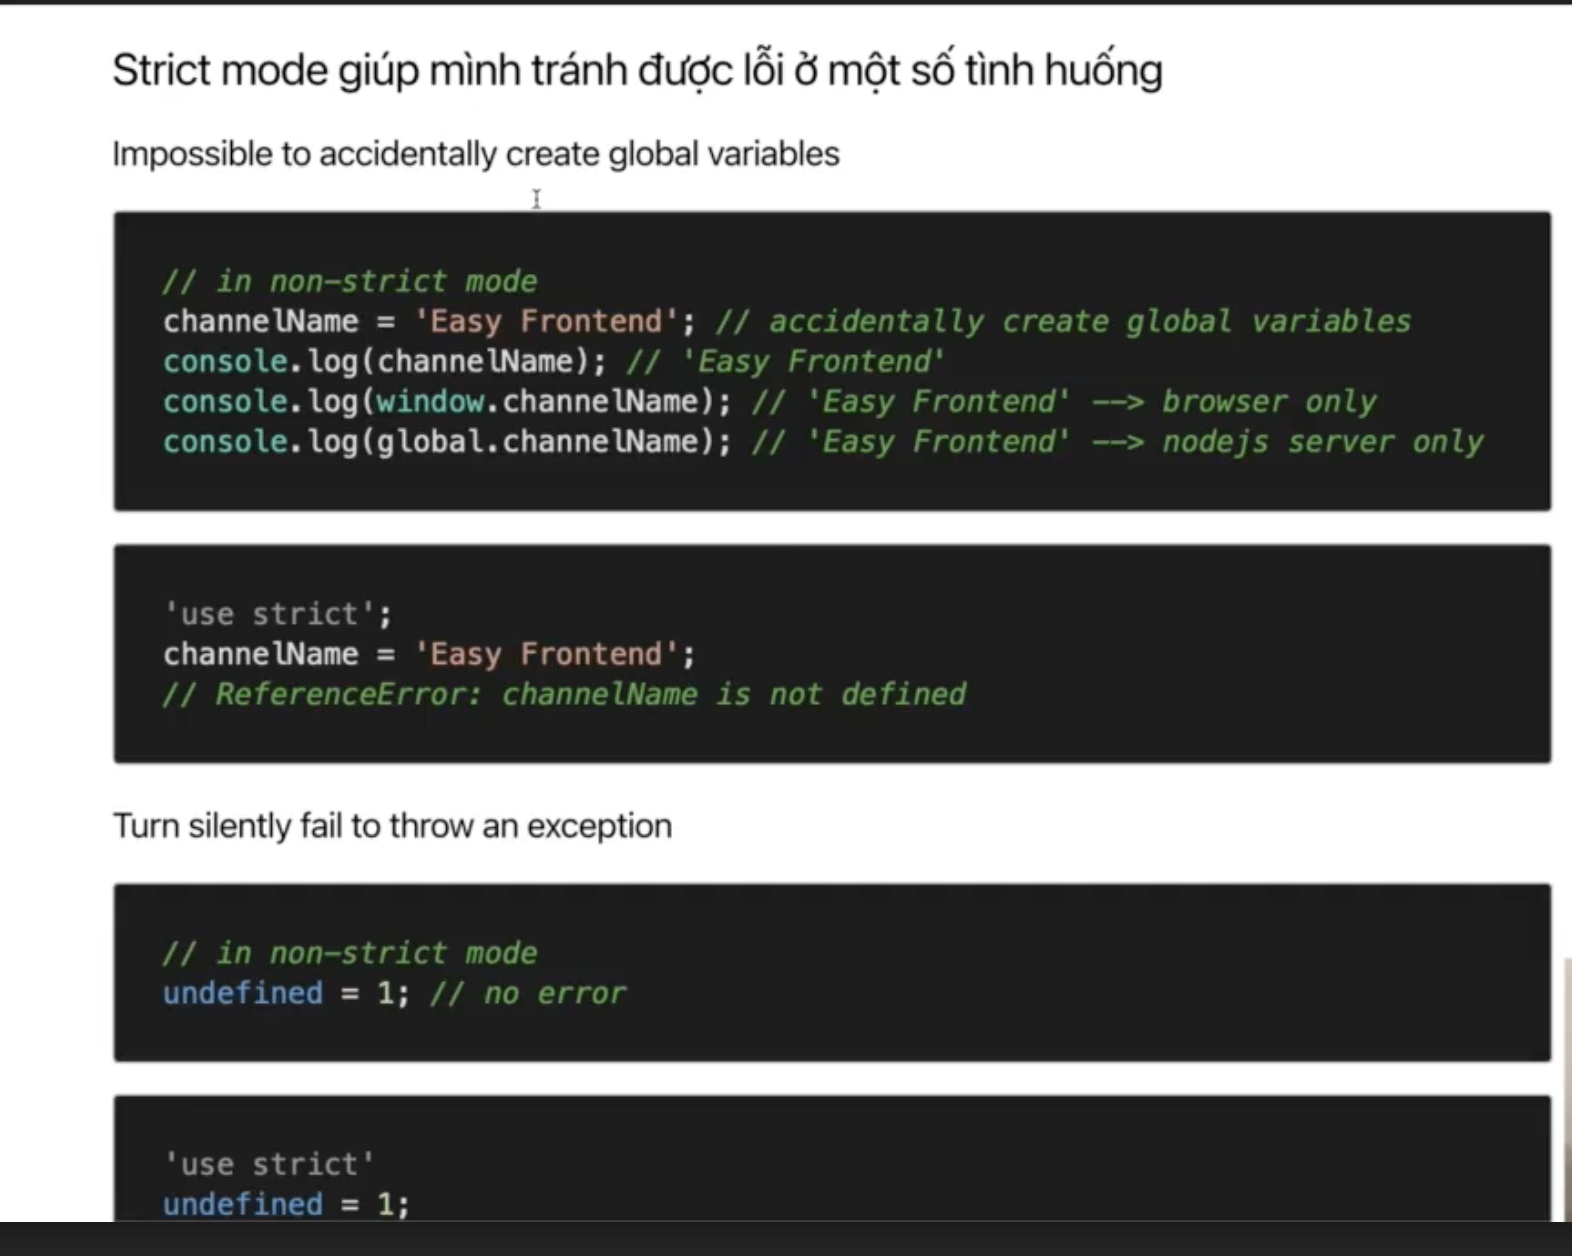 Strict mode giúp mình tránh được lỗi ở một số tình huống
Impossible to accidentally create global variables
// in non-strict mode
channelName = 'Easy Frontend'; // accidentally create global variables
console.log(channelName); // 'Easy Frontend'
console.log(window.channelName); // 'Easy Frontend' --> browser only
console.log(global.channelName); // 'Easy Frontend' --> nodejs server only
'use strict';
channelName = 'Easy Frontend';
// ReferenceError: channelName is not defined
Turn silently fail to throw an exception
// in non-strict mode
undefined = 1; // no error
'use strict'
undefined = 1;